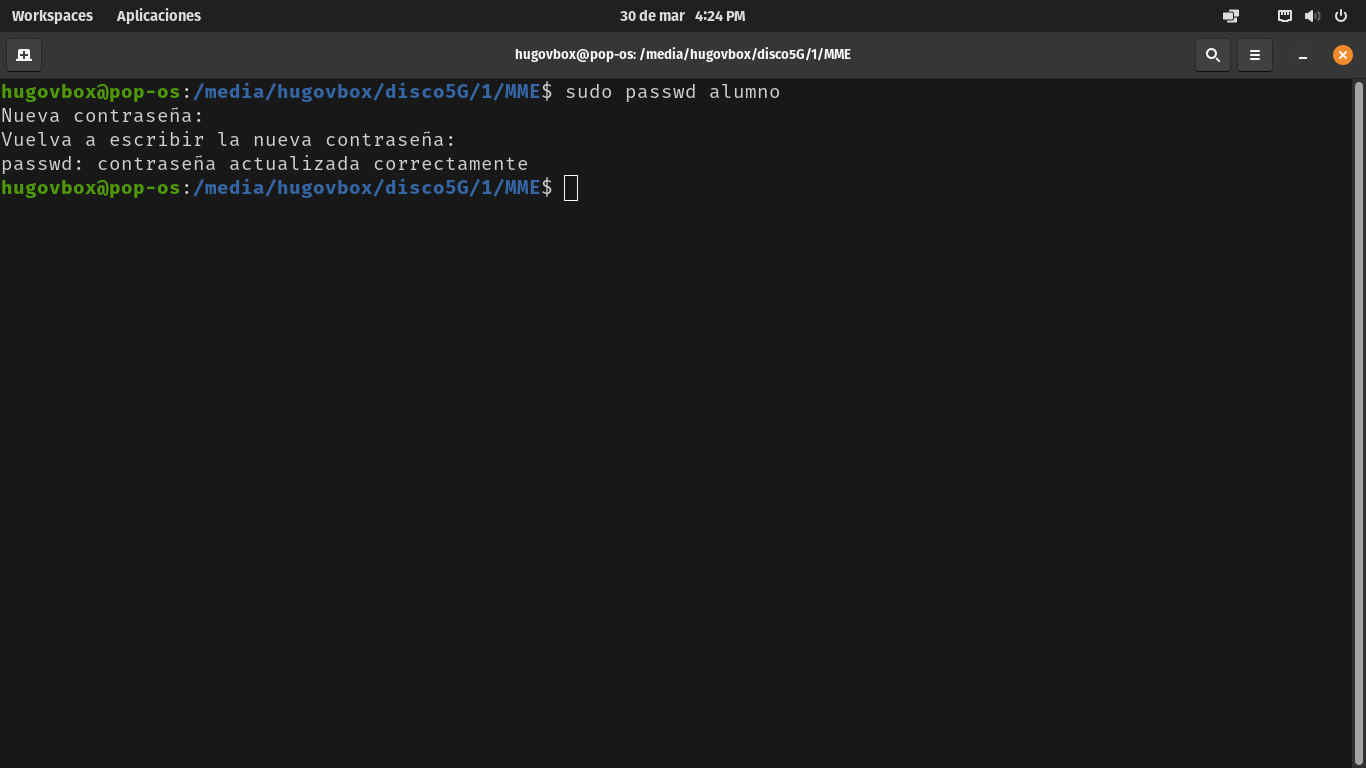 Workspaces Aplicaciones 30 de mar 4:24 PM
hugovbox@pop-os: /media/hugovbox/disco5G/1/MME
hugovbox@pop-os:/media/hugovbox/disco5G/1/MME$ sudo passwd alumno
Nueva contraseña:
Vuelva a escribir la nueva contraseña:
passwd: contraseña actualizada correctamente
hugovbox@pop-os:/media/hugovbox/disco5G/1/MME$